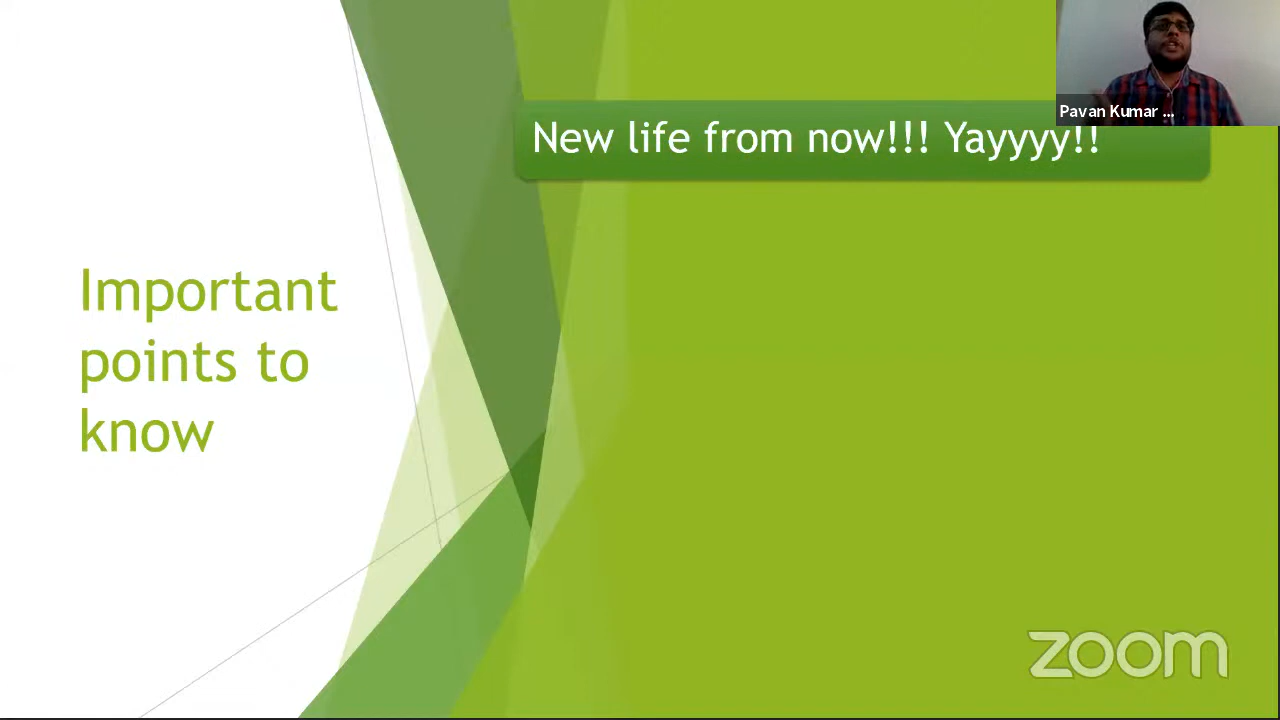 Pavan Kumar ...
New life from now!!! Yayyyy!!
Important
points to
know
zoom